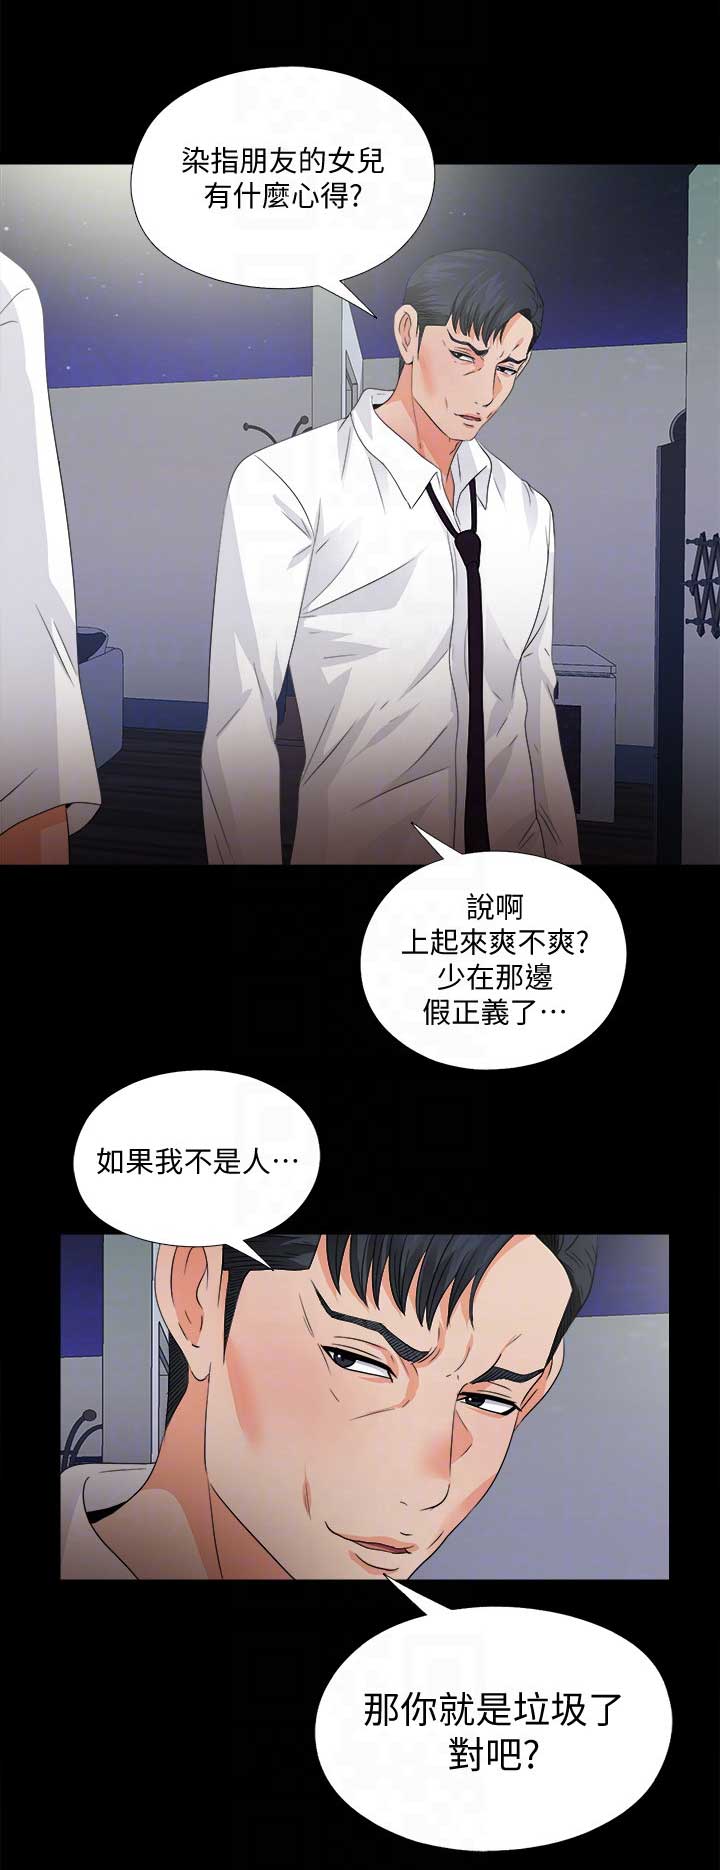 染指朋友的女兒
有什麼心得?
說啊
上起來爽不爽?
少在那邊
假正義了…
如果我不是人…
那你就是垃圾了
對吧?